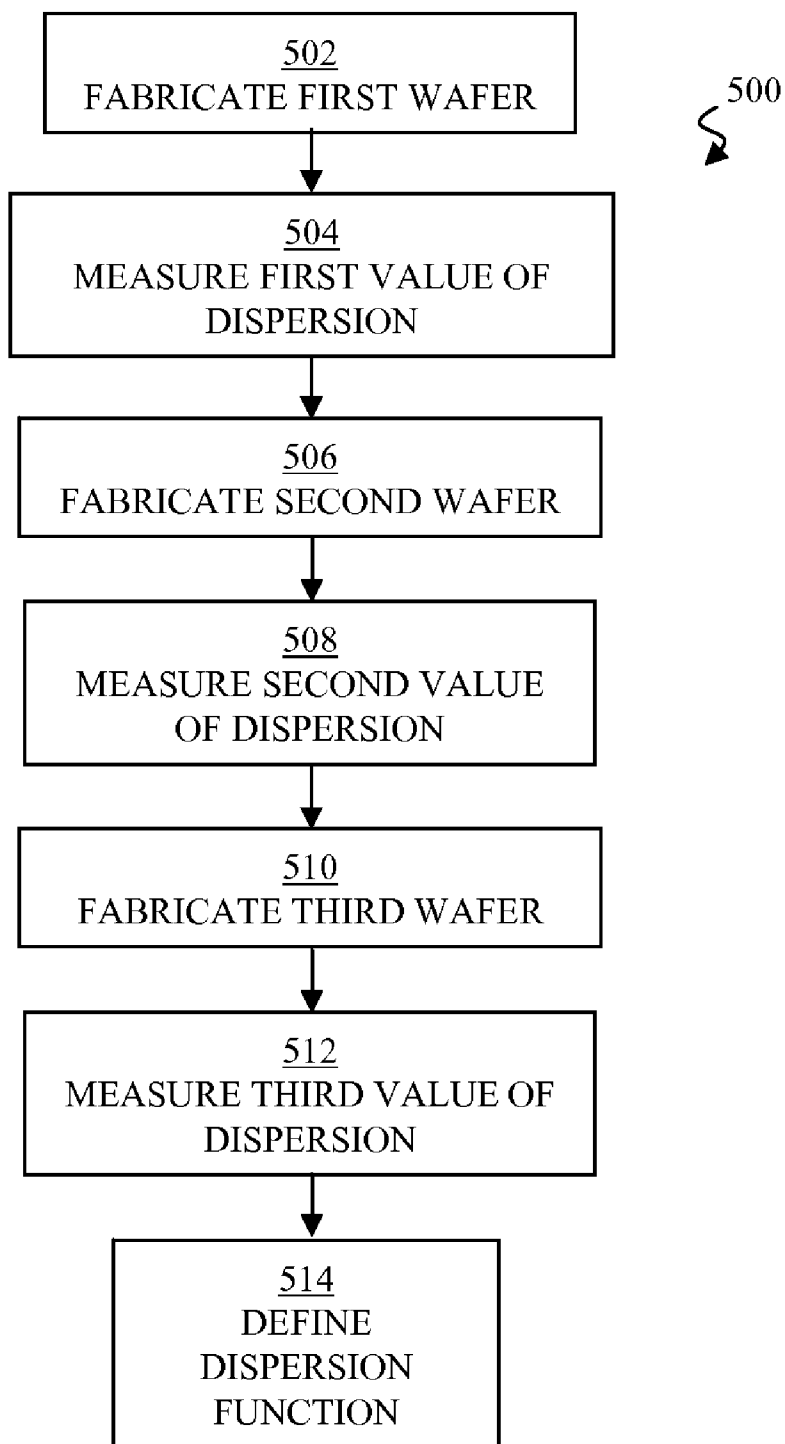 502
FABRICATE FIRST WAFER
500
504
MEASURE FIRST VALUE OF
DISPERSION
506
FABRICATE SECOND WAFER
508
MEASURE SECOND VALUE
OF DISPERSION
510
FABRICATE THIRD WAFER
512
MEASURE THIRD VALUE OF
DISPERSION
514
DEFINE
DISPERSION
FUNCTION